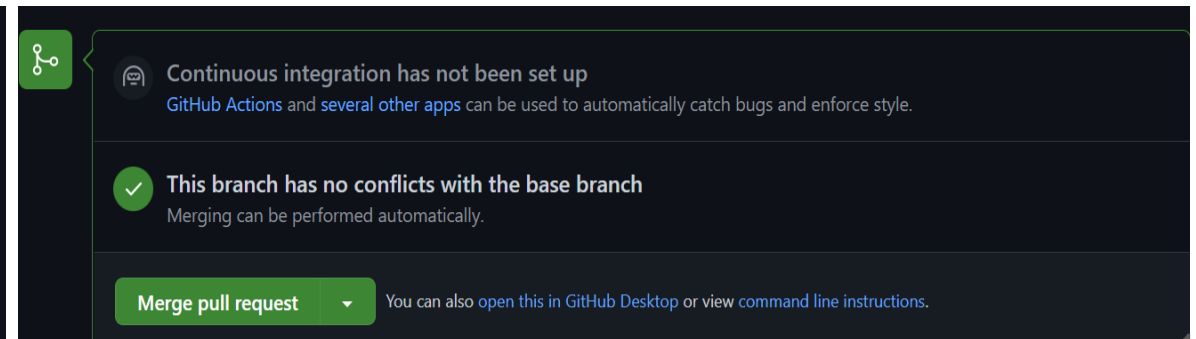 Continuous integration has not been set up
GitHub Actions and several other apps can be used to automatically catch bugs and enforce style.
This branch has no conflicts with the base branch
Merging can be performed automatically.
Merge pull request
You can also open this in GitHub Desktop or view command line instructions.